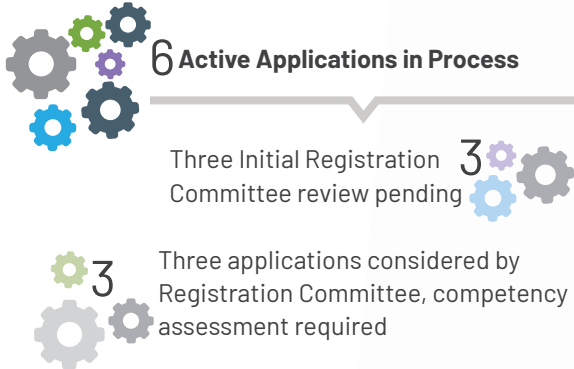 6 Active Applications in Process
Three Initial Registration 3
Committee review pending
3 Three applications considered by
Registration Committee, competency
assessment required